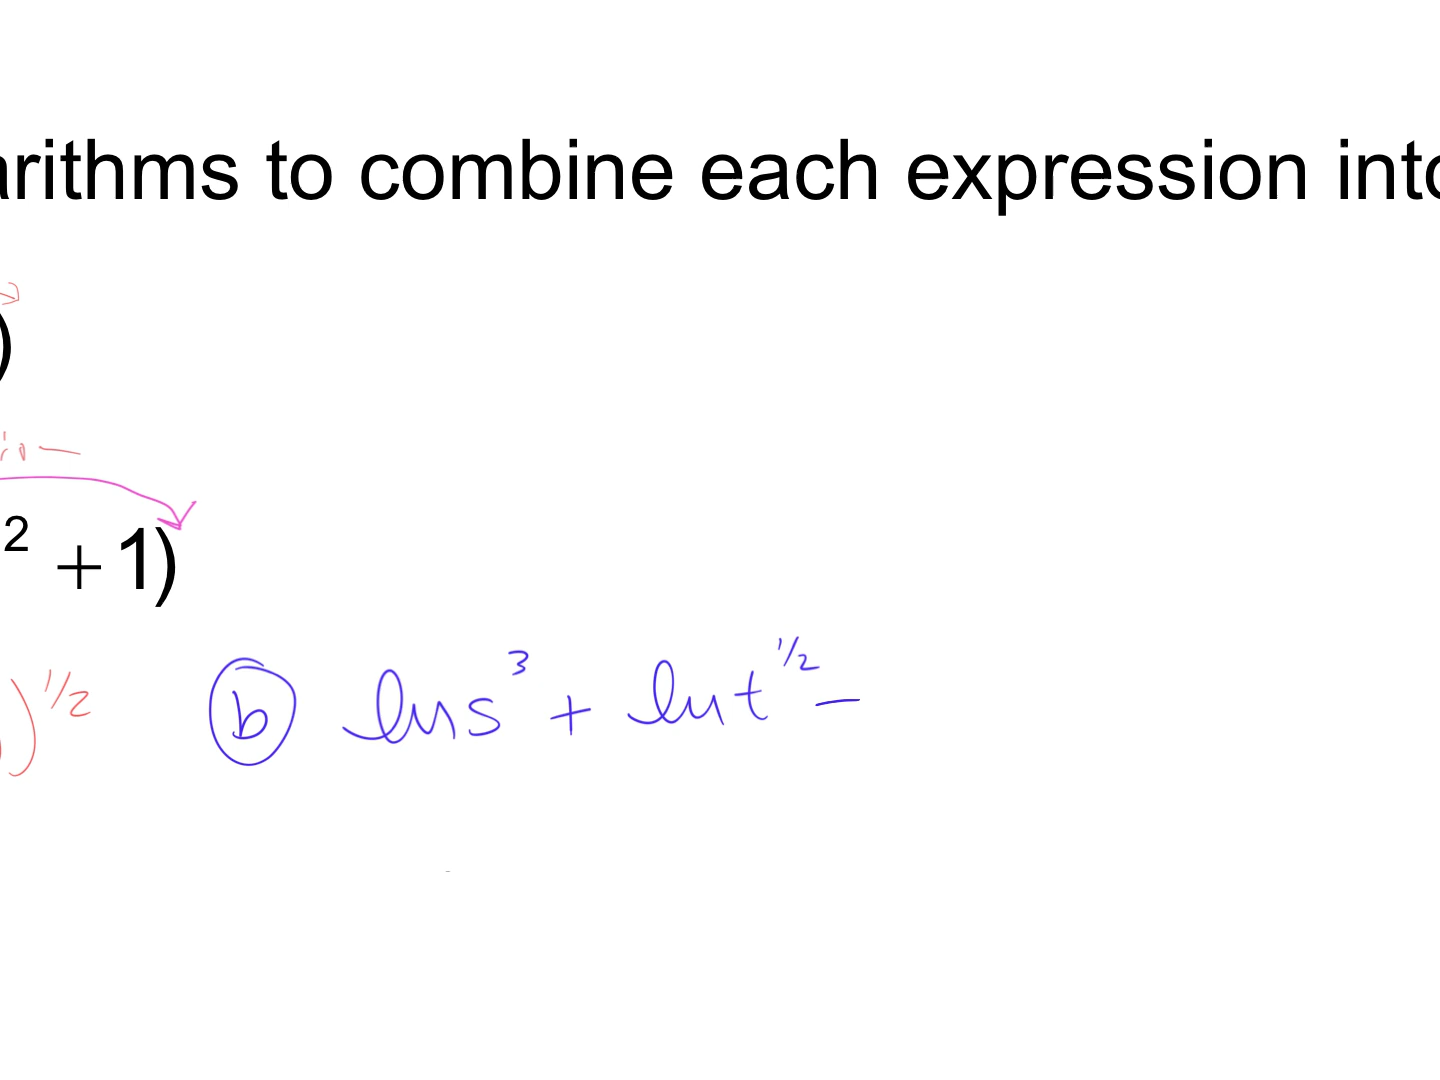 arithms to combine each expression into
)
2 + 1)
)^1/2 (b) ln s^3 + ln t^1/2 −